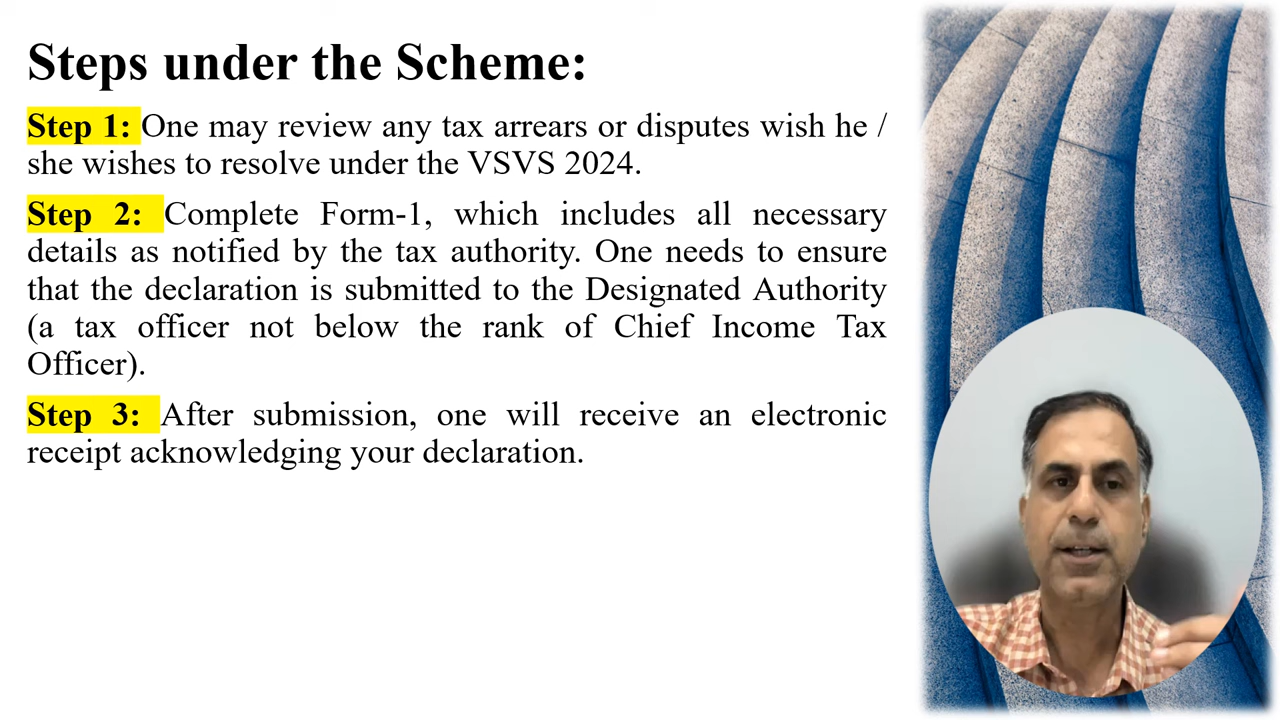 Steps under the Scheme:
Step 1: One may review any tax arrears or disputes wish he /
she wishes to resolve under the VSVS 2024.
Step 2: Complete Form-1, which includes all necessary
details as notified by the tax authority. One needs to ensure
that the declaration is submitted to the Designated Authority
(a tax officer not below the rank of Chief Income Tax
Officer).
Step 3: After submission, one will receive an electronic
receipt acknowledging your declaration.